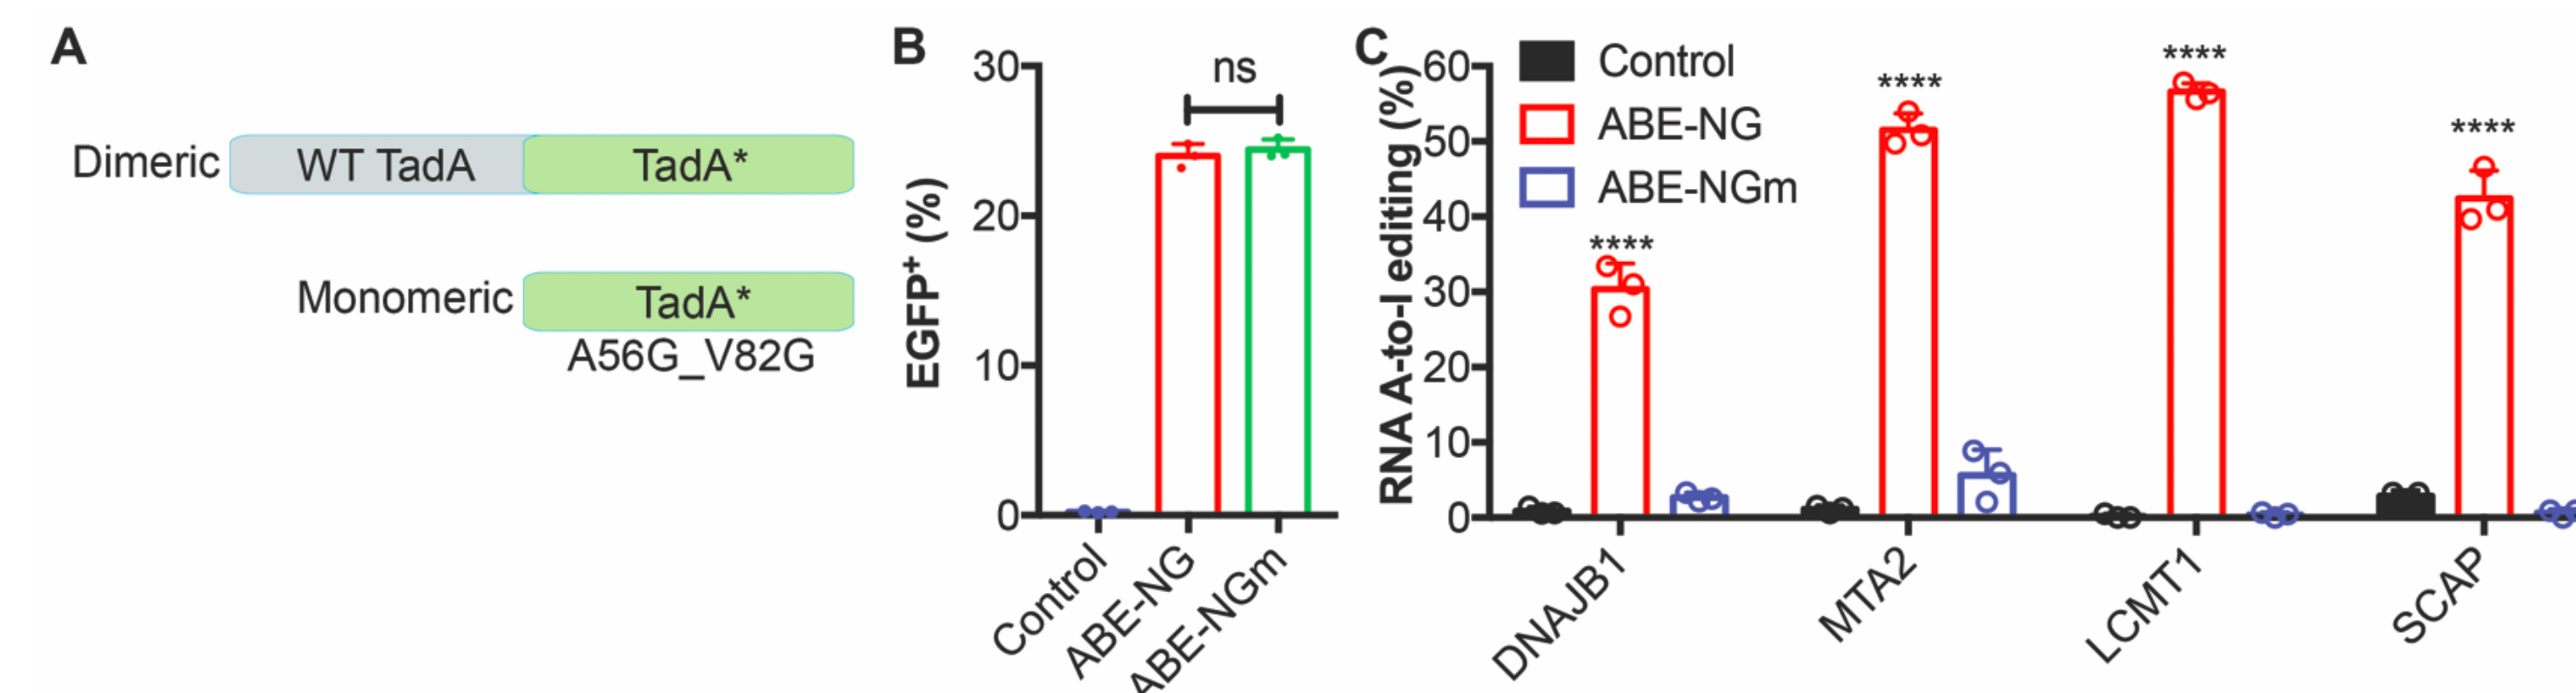 A
Dimeric WT TadA TadA*
Monomeric TadA*
A56G_V82G
B
EGFP+ (%)
30
20
10
0
ns
Control
ABE-NG
ABE-NGm
C
RNA A-to-I editing (%)
60
50
40
30
20
10
0
Control
ABE-NG
ABE-NGm
****
****
****
****
DNAJB1
MTA2
LCMT1
SCAP